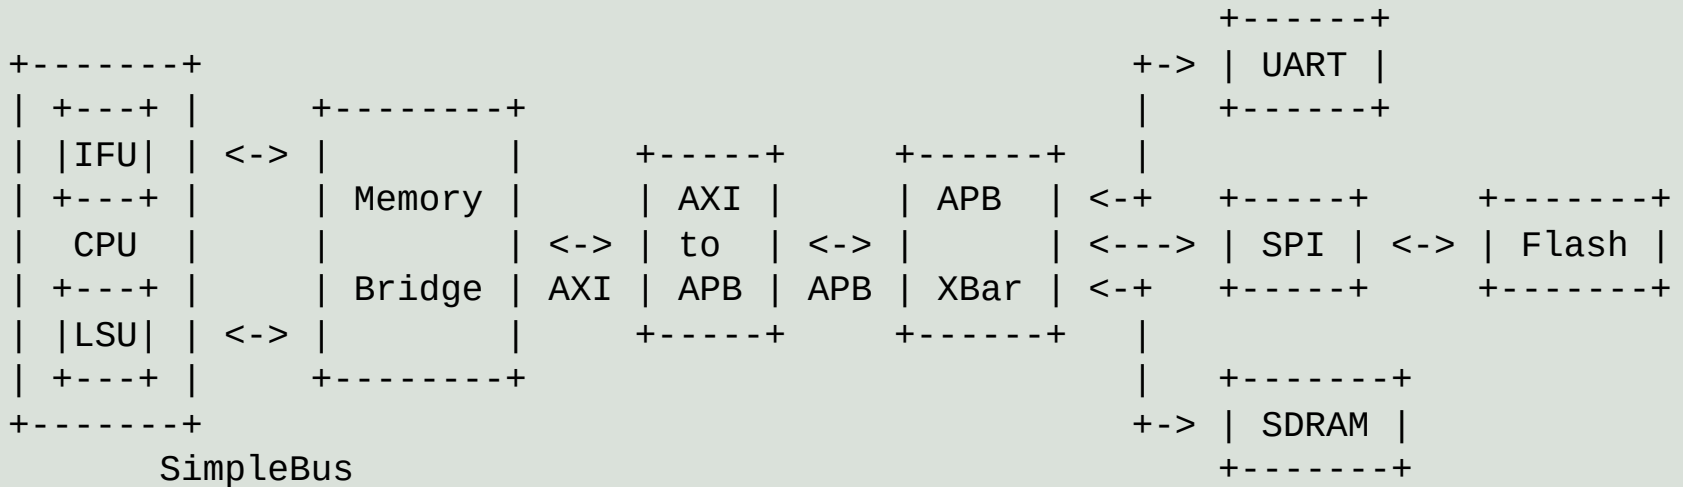 +------+
+-------+                                            +-> | UART |
| +---+ |     +--------+                             |   +------+
| |IFU| | <-> |        |     +-----+     +------+   |
| +---+ |     | Memory |     | AXI |     | APB  | <-+   +-----+     +-------+
|  CPU  |     |        | <-> | to  | <-> |      | <---> | SPI | <-> | Flash |
| +---+ |     | Bridge | AXI | APB | APB | XBar | <-+   +-----+     +-------+
| |LSU| | <-> |        |     +-----+     +------+   |
| +---+ |     +--------+                             |   +-------+
+-------+                                            +-> | SDRAM |
       SimpleBus                                         +-------+